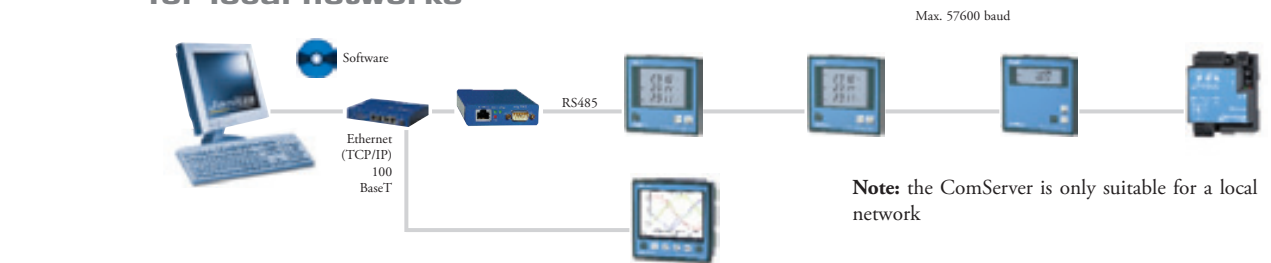 for local networks
Max. 57600 baud
Software
RS485
Ethernet
(TCP/IP)
100
BaseT
Note: the ComServer is only suitable for a local
network